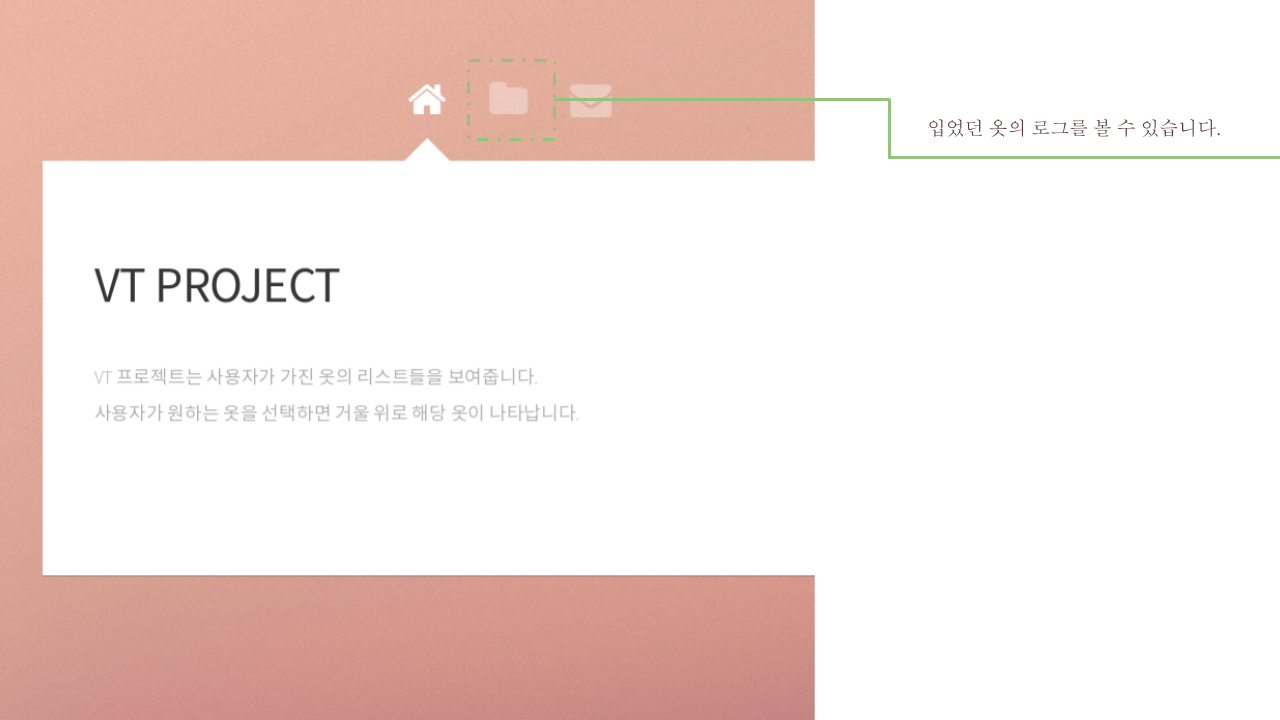 입었던 옷의 로그를 볼 수 있습니다.
VT PROJECT
VT 프로젝트는 사용자가 가진 옷의 리스트들을 보여줍니다.
사용자가 원하는 옷을 선택하면 거울 위로 해당 옷이 나타납니다.